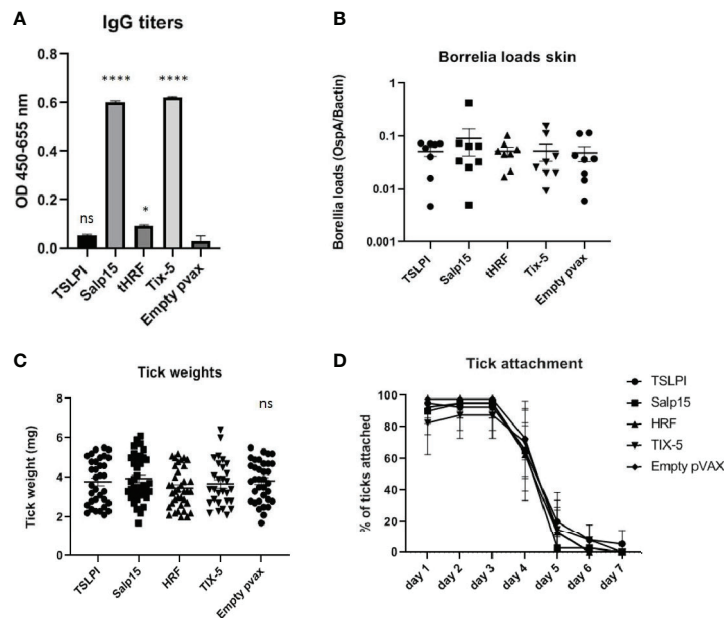 A
IgG titers
OD 450-655 nm
0.8
0.6
0.4
0.2
0.0
ns
****
*
****
TSLPI
Salp15
tHRF
Tix-5
Empty pvax
B
Borrelia loads skin
Borellia loads (OspA/Bactin)
1
0.1
0.01
0.001
TSLPI
Salp15
tHRF
Tix-5
Empty pvax
C
Tick weights
Tick weight (mg)
8
6
4
2
0
ns
TSLPI
Salp15
HRF
TIX-5
Empty pvax
D
Tick attachment
% of ticks attached
100
80
60
40
20
0
day 1
day 2
day 3
day 4
day 5
day 6
day 7
TSLPI
Salp15
HRF
TIX-5
Empty pVAX